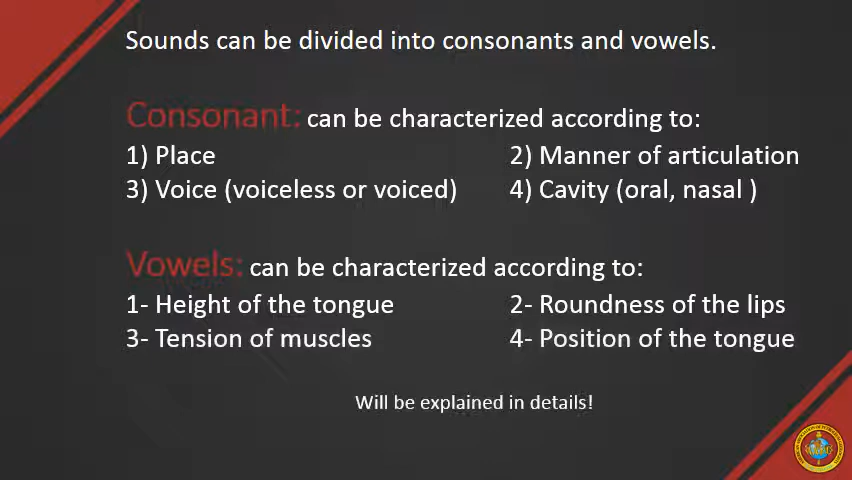 Sounds can be divided into consonants and vowels.
Consonant: can be characterized according to:
1) Place 2) Manner of articulation
3) Voice (voiceless or voiced) 4) Cavity (oral, nasal )
Vowels: can be characterized according to:
1- Height of the tongue 2- Roundness of the lips
3- Tension of muscles 4- Position of the tongue
Will be explained in details!